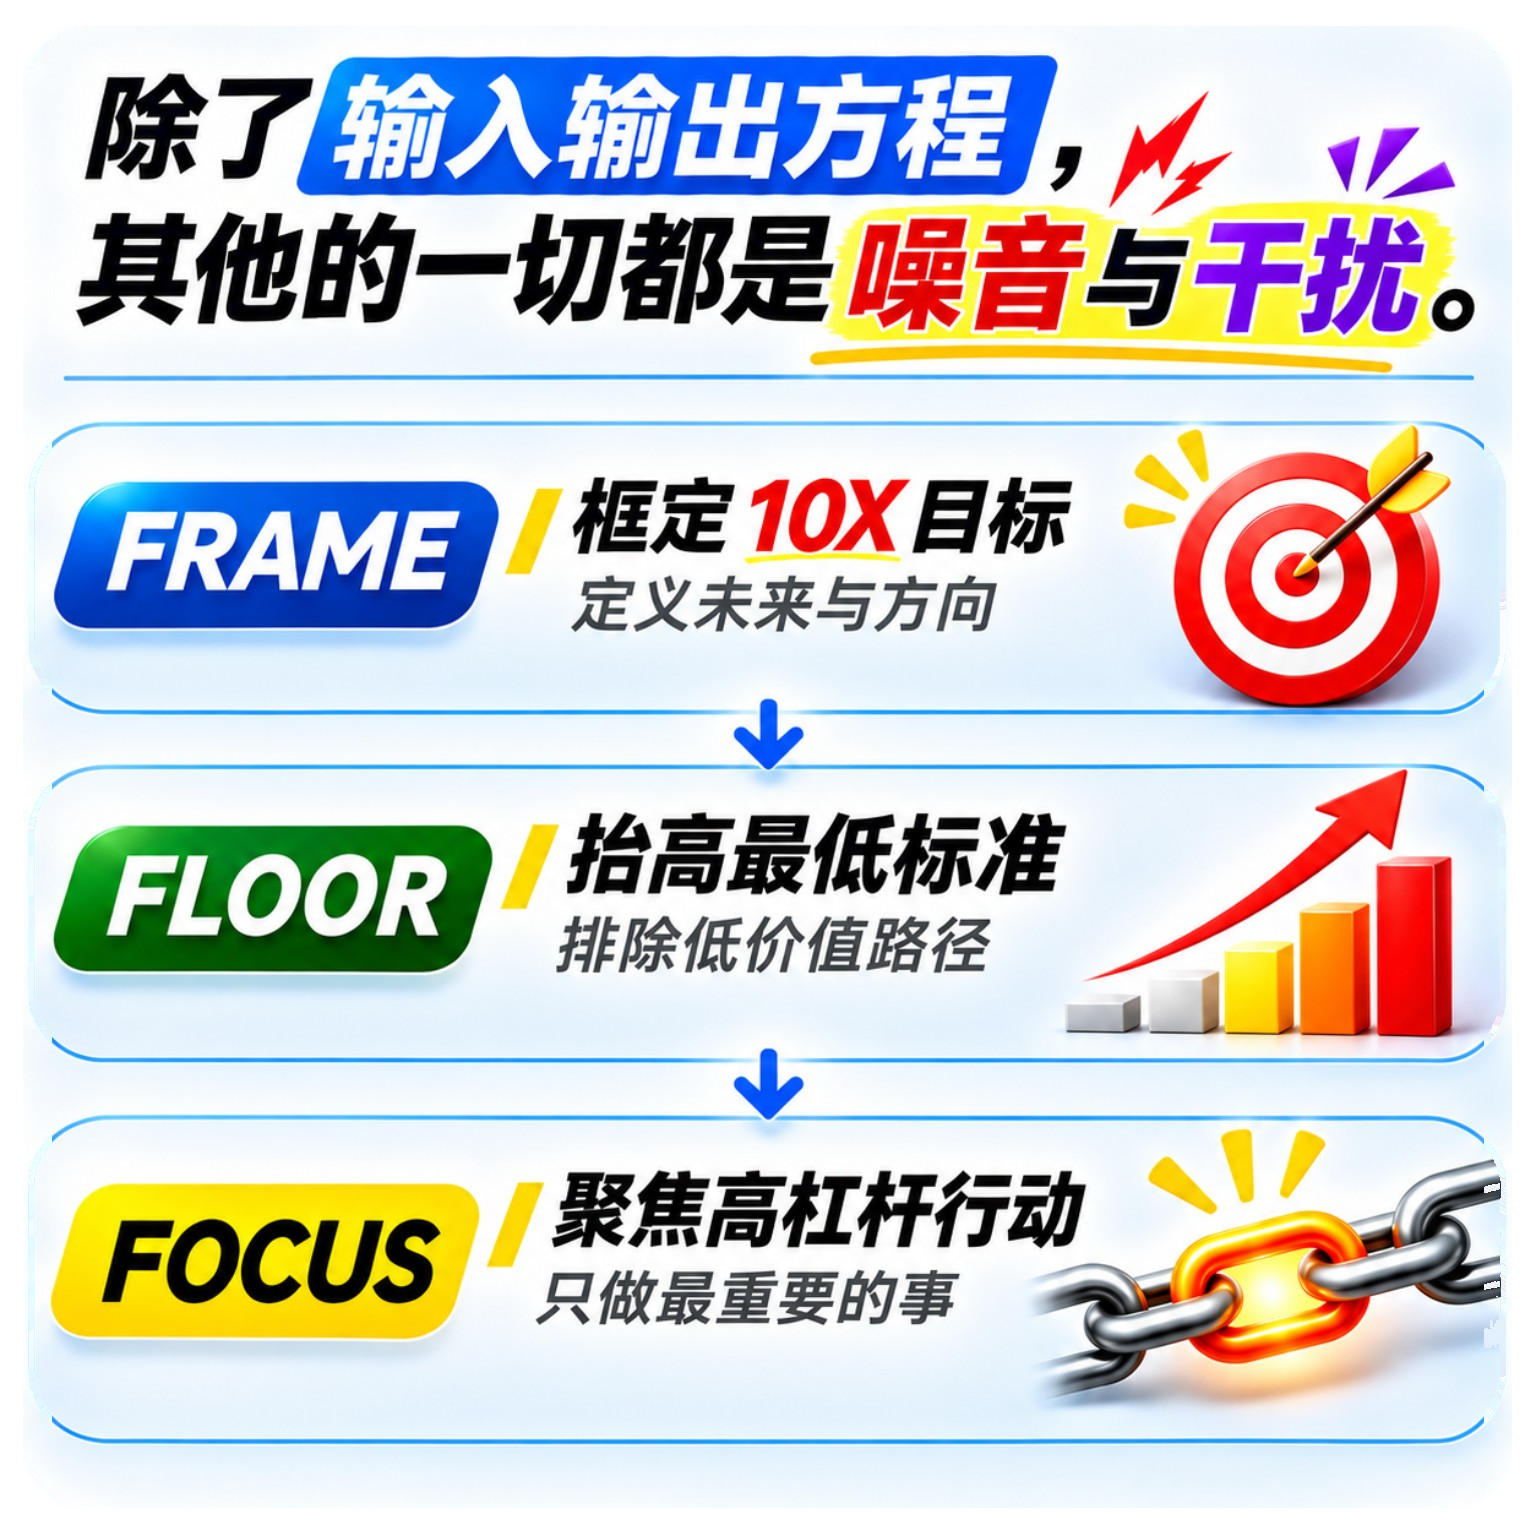 除了输入输出方程，
其他的一切都是噪音与干扰。
FRAME
框定10X目标
定义未来与方向
FLOOR
抬高最低标准
排除低价值路径
FOCUS
聚焦高杠杆行动
只做最重要的事